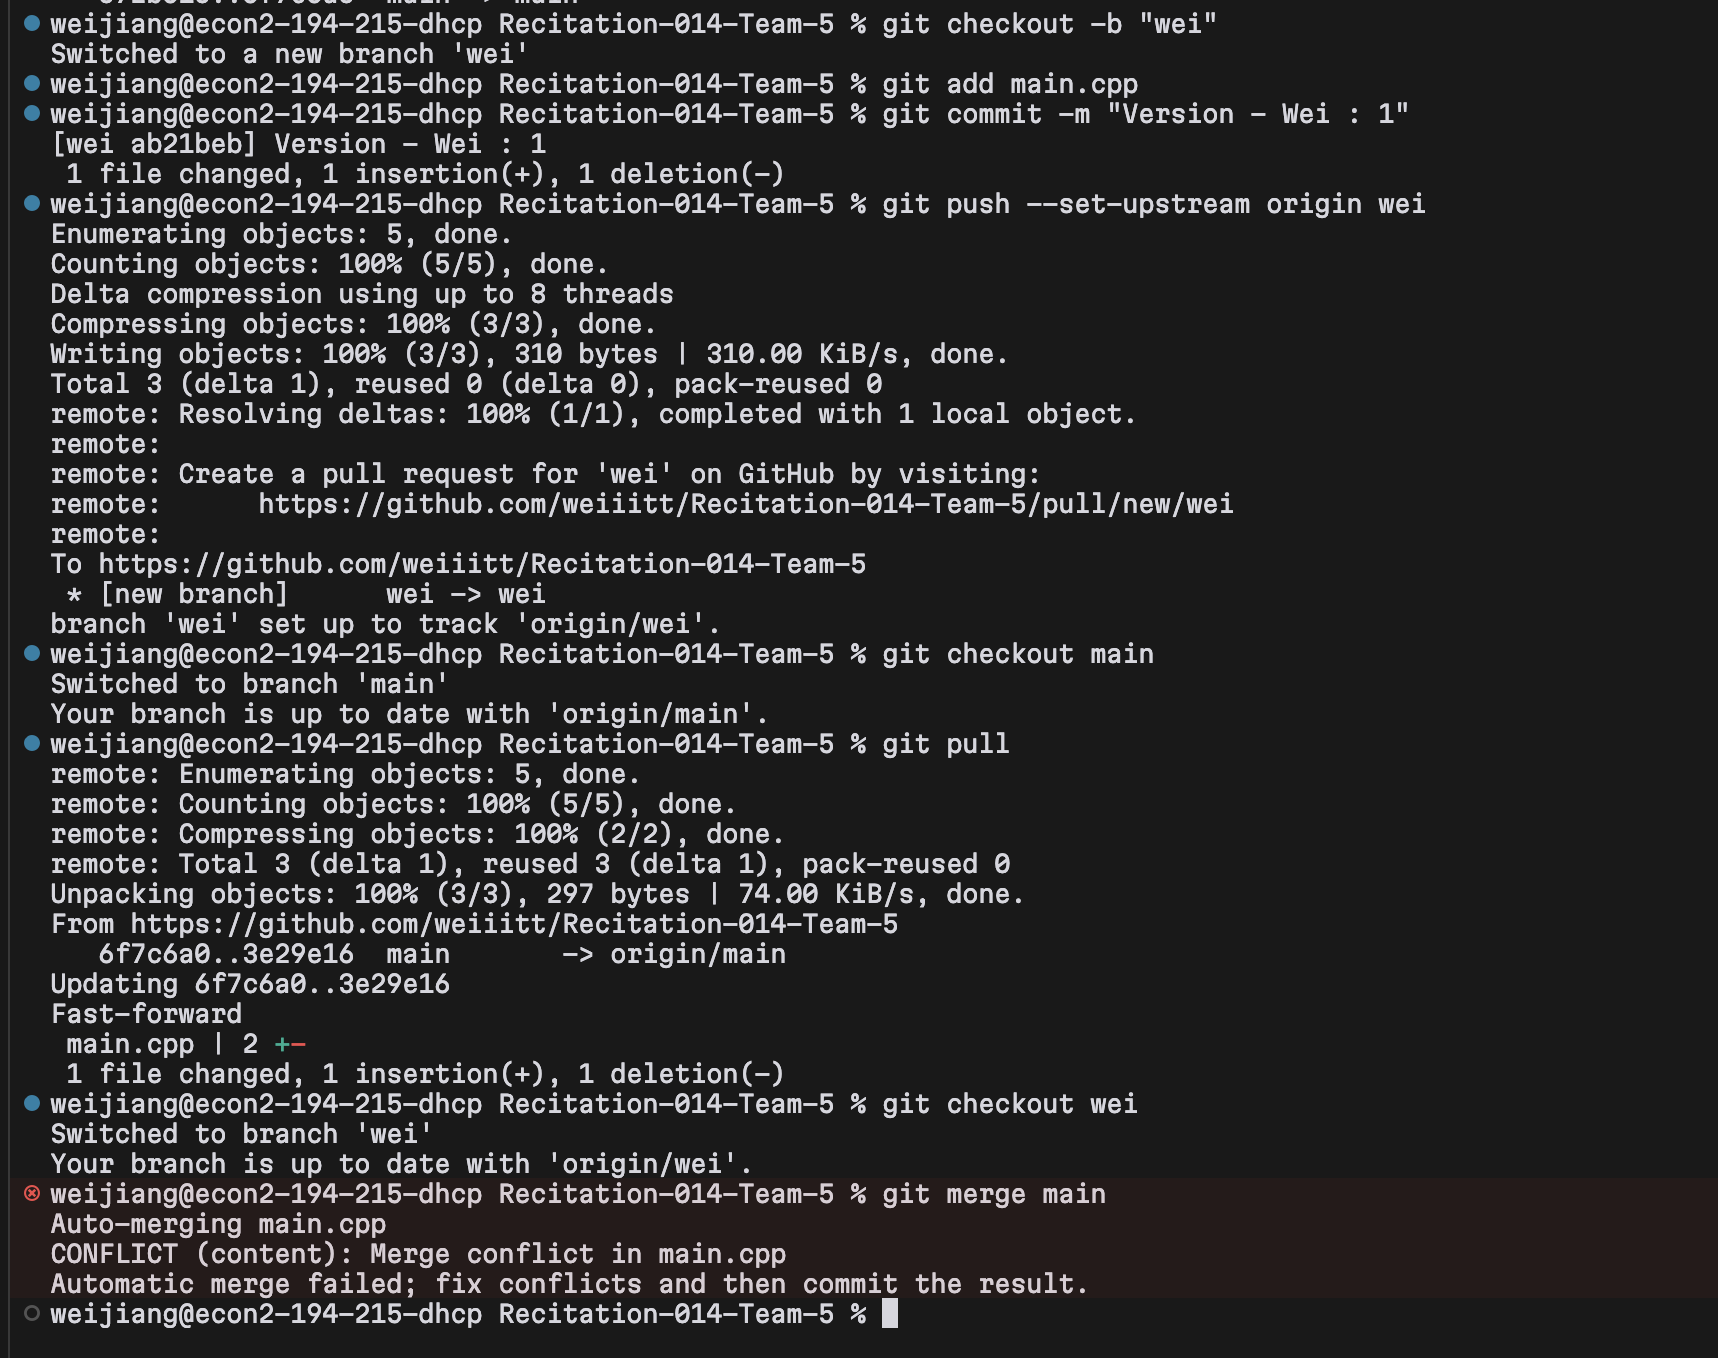 weijiang@econ2-194-215-dhcp Recitation-014-Team-5 % git checkout -b "wei"
Switched to a new branch 'wei'
weijiang@econ2-194-215-dhcp Recitation-014-Team-5 % git add main.cpp
weijiang@econ2-194-215-dhcp Recitation-014-Team-5 % git commit -m "Version - Wei : 1"
[wei ab21beb] Version - Wei : 1
 1 file changed, 1 insertion(+), 1 deletion(-)
weijiang@econ2-194-215-dhcp Recitation-014-Team-5 % git push --set-upstream origin wei
Enumerating objects: 5, done.
Counting objects: 100% (5/5), done.
Delta compression using up to 8 threads
Compressing objects: 100% (3/3), done.
Writing objects: 100% (3/3), 310 bytes | 310.00 KiB/s, done.
Total 3 (delta 1), reused 0 (delta 0), pack-reused 0
remote: Resolving deltas: 100% (1/1), completed with 1 local object.
remote:
remote: Create a pull request for 'wei' on GitHub by visiting:
remote:      https://github.com/weiiitt/Recitation-014-Team-5/pull/new/wei
remote:
To https://github.com/weiiitt/Recitation-014-Team-5
 * [new branch]      wei -> wei
branch 'wei' set up to track 'origin/wei'.
weijiang@econ2-194-215-dhcp Recitation-014-Team-5 % git checkout main
Switched to branch 'main'
Your branch is up to date with 'origin/main'.
weijiang@econ2-194-215-dhcp Recitation-014-Team-5 % git pull
remote: Enumerating objects: 5, done.
remote: Counting objects: 100% (5/5), done.
remote: Compressing objects: 100% (2/2), done.
remote: Total 3 (delta 1), reused 3 (delta 1), pack-reused 0
Unpacking objects: 100% (3/3), 297 bytes | 74.00 KiB/s, done.
From https://github.com/weiiitt/Recitation-014-Team-5
   6f7c6a0..3e29e16  main       -> origin/main
Updating 6f7c6a0..3e29e16
Fast-forward
 main.cpp | 2 +-
 1 file changed, 1 insertion(+), 1 deletion(-)
weijiang@econ2-194-215-dhcp Recitation-014-Team-5 % git checkout wei
Switched to branch 'wei'
Your branch is up to date with 'origin/wei'.
weijiang@econ2-194-215-dhcp Recitation-014-Team-5 % git merge main
Auto-merging main.cpp
CONFLICT (content): Merge conflict in main.cpp
Automatic merge failed; fix conflicts and then commit the result.
weijiang@econ2-194-215-dhcp Recitation-014-Team-5 %